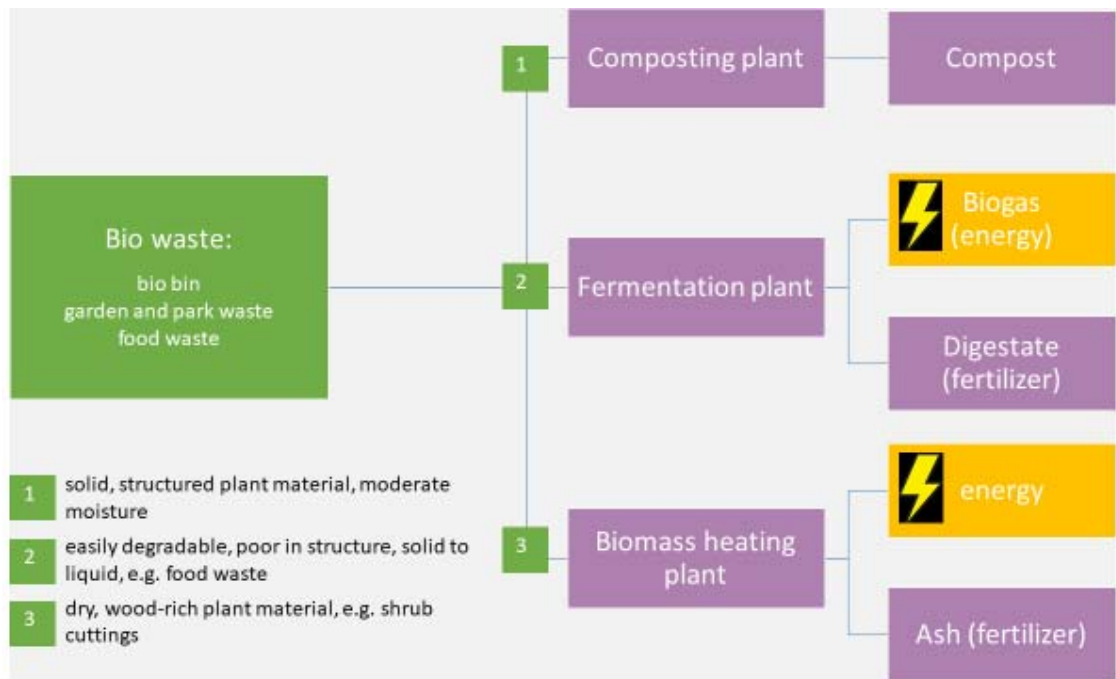 1
Composting plant
Compost
Bio waste:
bio bin
garden and park waste
food waste
2
Fermentation plant
Biogas
(energy)
Digestate
(fertilizer)
3
Biomass heating
plant
energy
Ash (fertilizer)
1
solid, structured plant material, moderate
moisture
2
easily degradable, poor in structure, solid to
liquid, e.g. food waste
3
dry, wood-rich plant material, e.g. shrub
cuttings